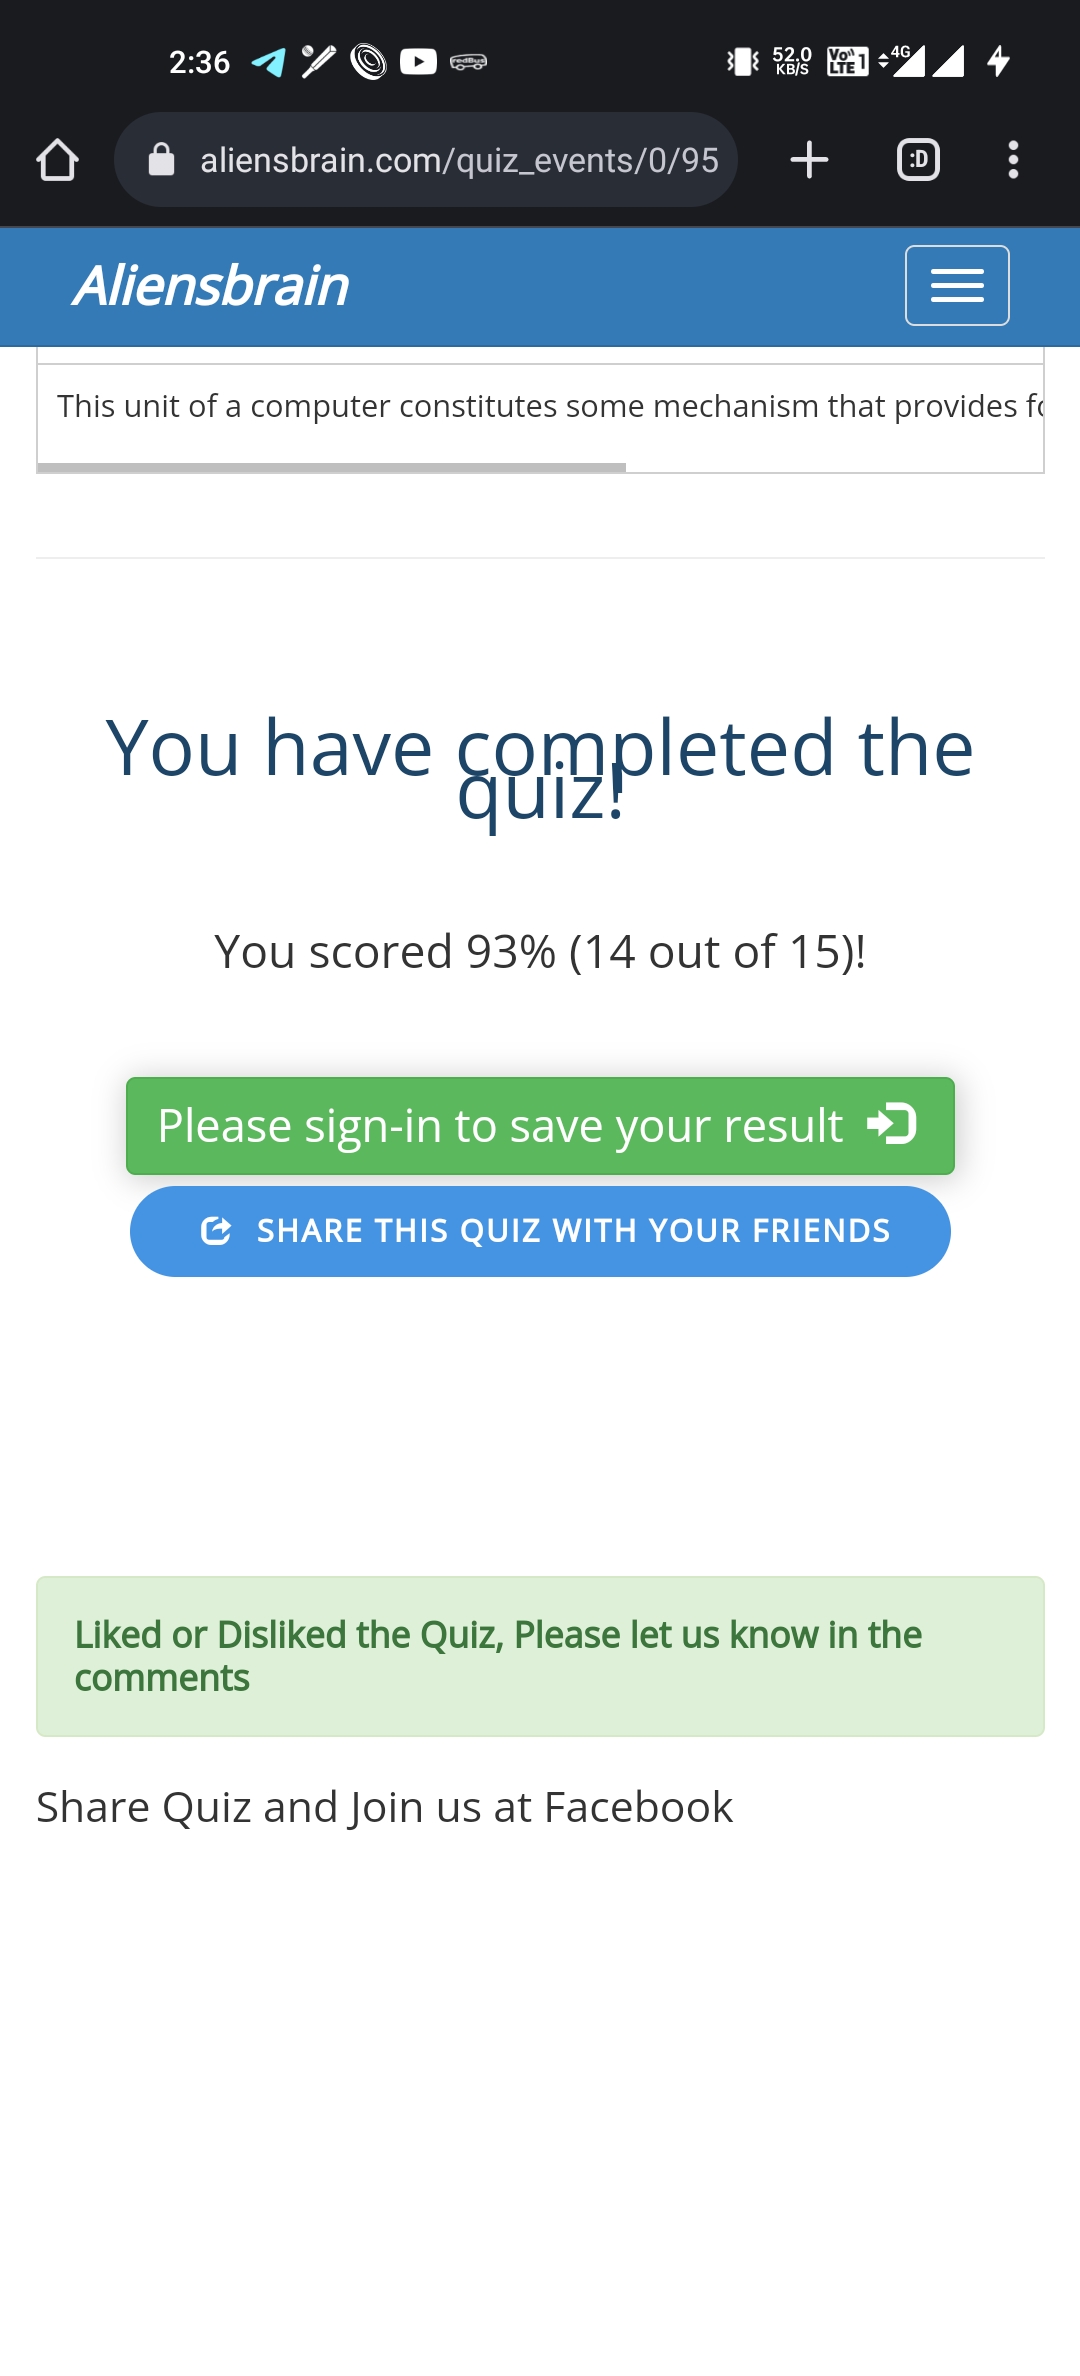 2:36 redBus 52.0 KB/S Vo)) LTE 1 4G
aliensbrain.com/quiz_events/0/95 :D
Aliensbrain
This unit of a computer constitutes some mechanism that provides
You have completed the
quiz!
You scored 93% (14 out of 15)!
Please sign-in to save your result
SHARE THIS QUIZ WITH YOUR FRIENDS
Liked or Disliked the Quiz, Please let us know in the
comments
Share Quiz and Join us at Facebook